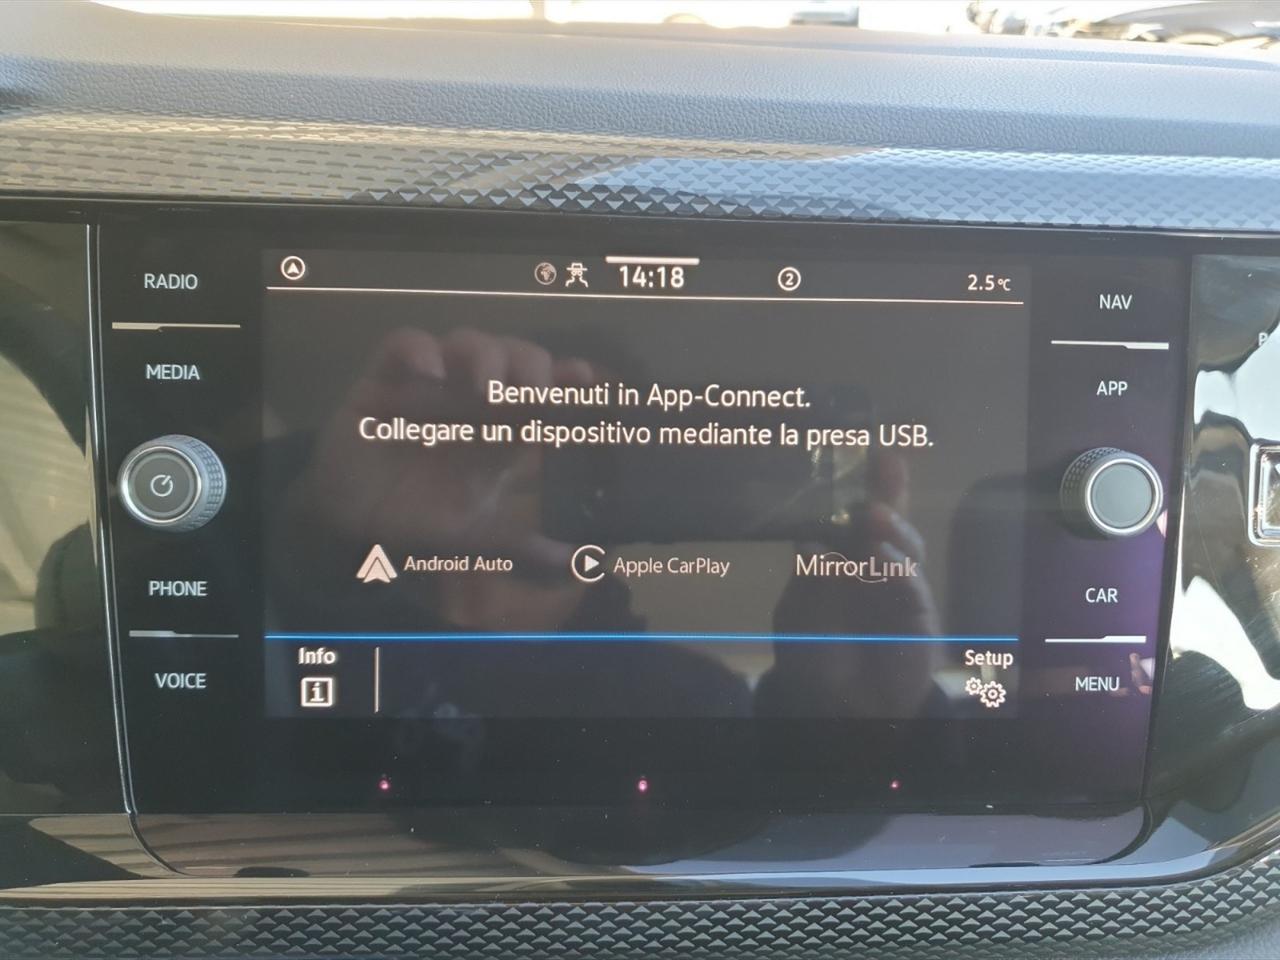 RADIO
MEDIA
PHONE
VOICE
14:18
2
2.5°C
Benvenuti in App-Connect.
Collegare un dispositivo mediante la presa USB.
Android Auto
Apple CarPlay
MirrorLink
Info
i
Setup
NAV
APP
CAR
MENU